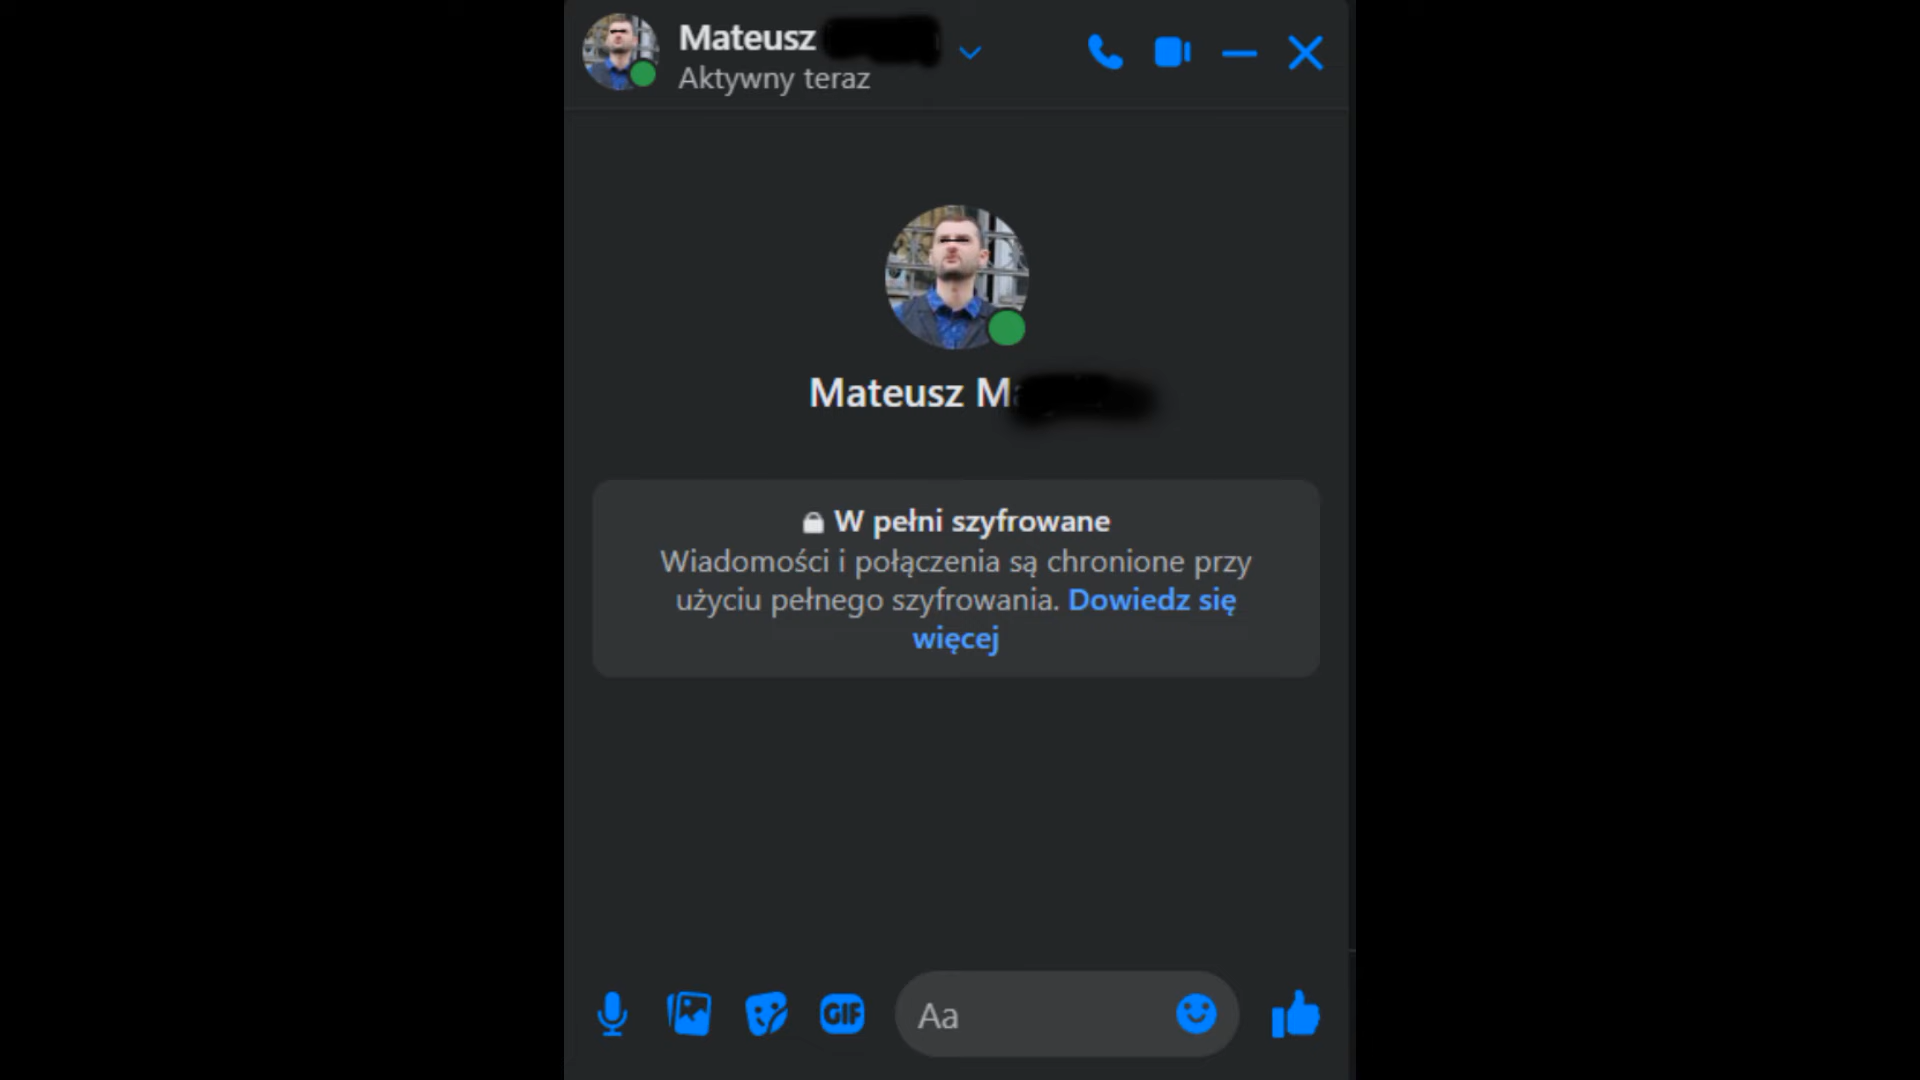 Mateusz
Aktywny teraz
Mateusz M
W pełni szyfrowane
Wiadomości i połączenia są chronione przy
użyciu pełnego szyfrowania. Dowiedz się
więcej
GIF
Aa